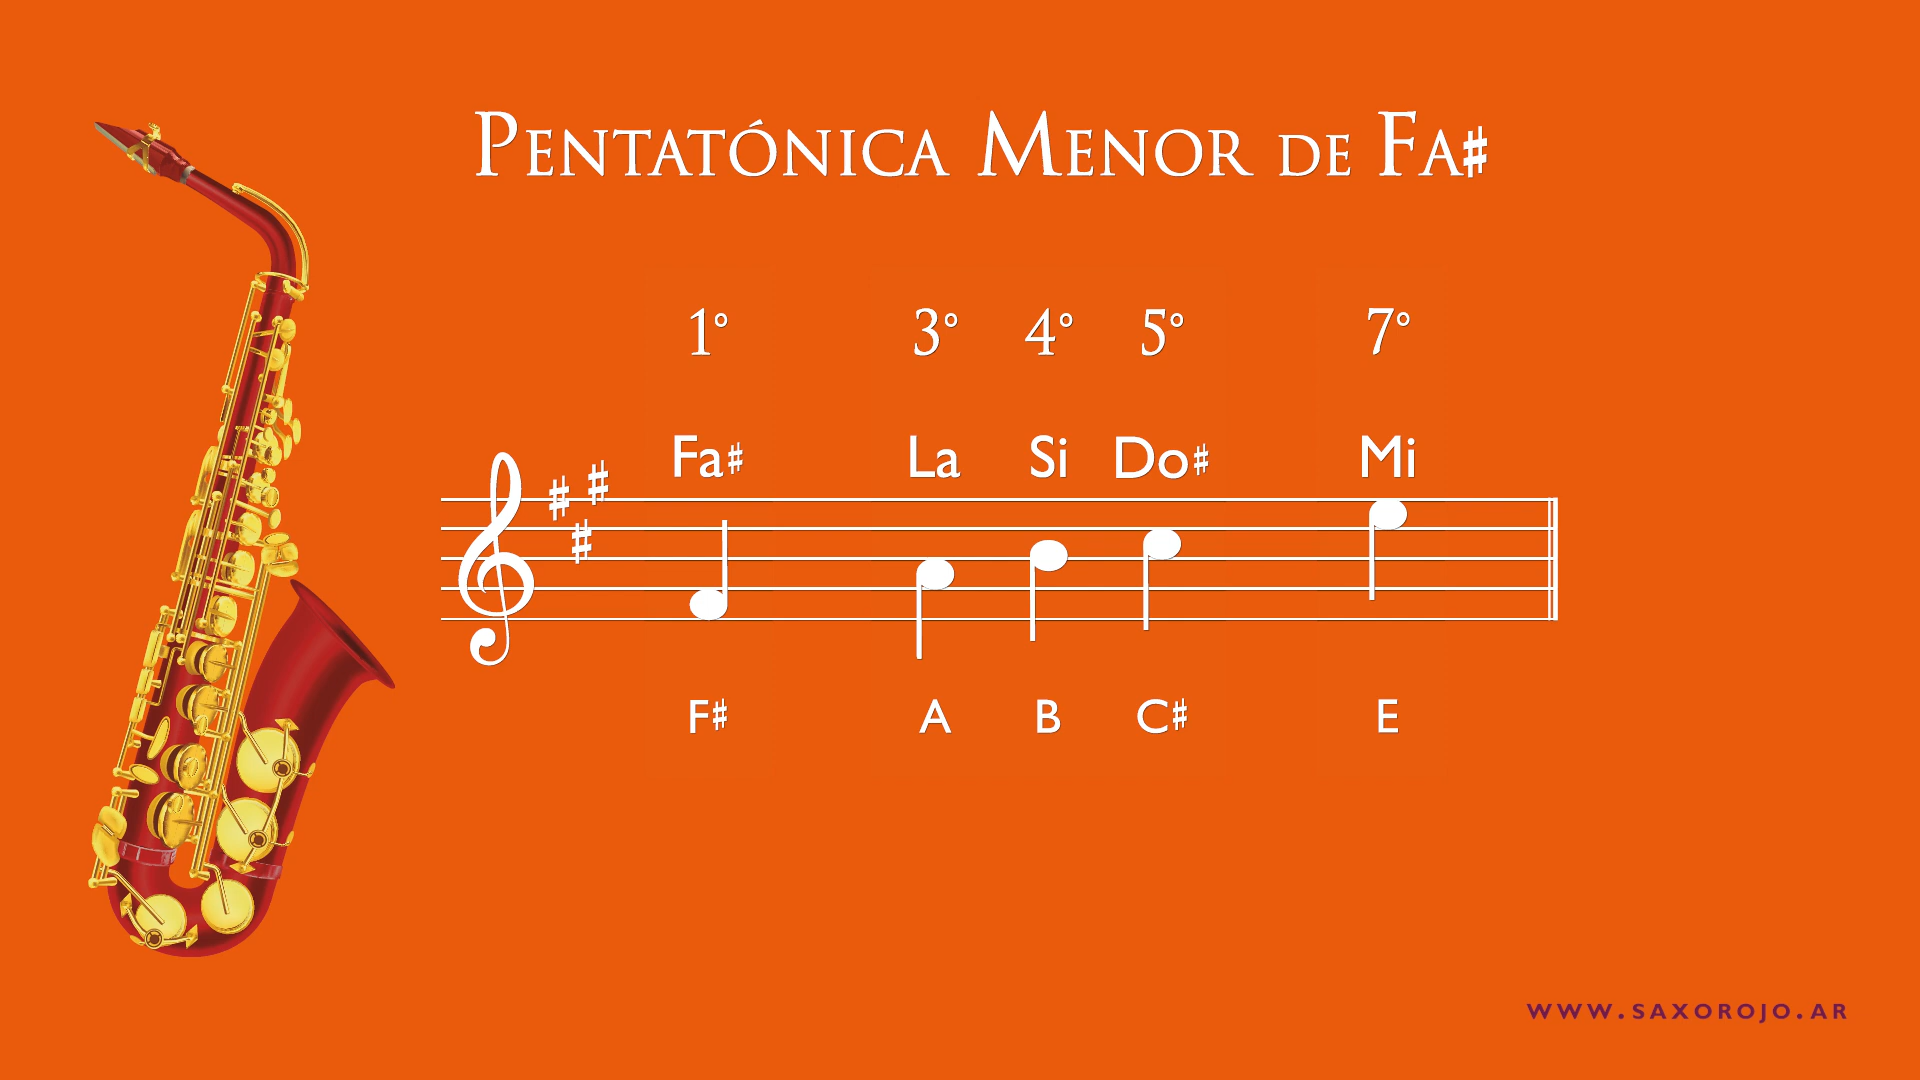 PENTATÓNICA MENOR DE FA#
1° 3° 4° 5° 7°
Fa# La Si Do# Mi
F# A B C# E
WWW.SAXOROJO.AR